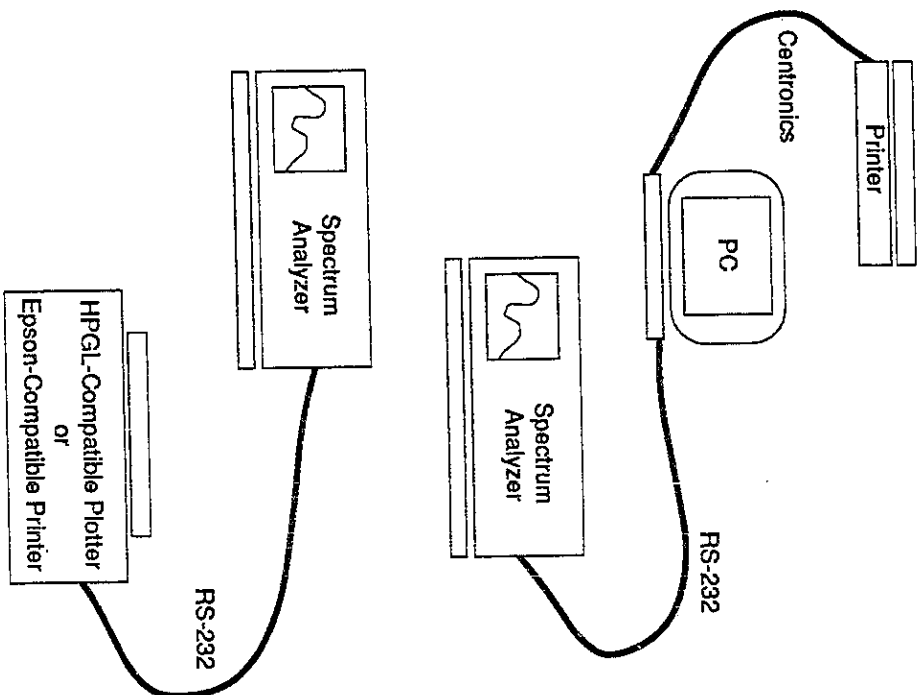 Printer
Centronics
PC
RS-232
Spectrum
Analyzer
Spectrum
Analyzer
RS-232
HPGL-Compatible Plotter
or
Epson-Compatible Printer